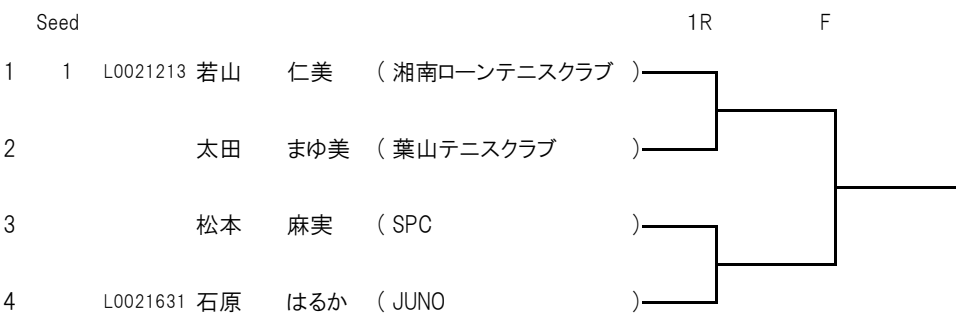 Seed 1R F
1 1 L0021213 若山 仁美 ( 湘南ローンテニスクラブ )
2 太田 まゆ美 ( 葉山テニスクラブ )
3 松本 麻実 ( SPC )
4 L0021631 石原 はるか ( JUNO )